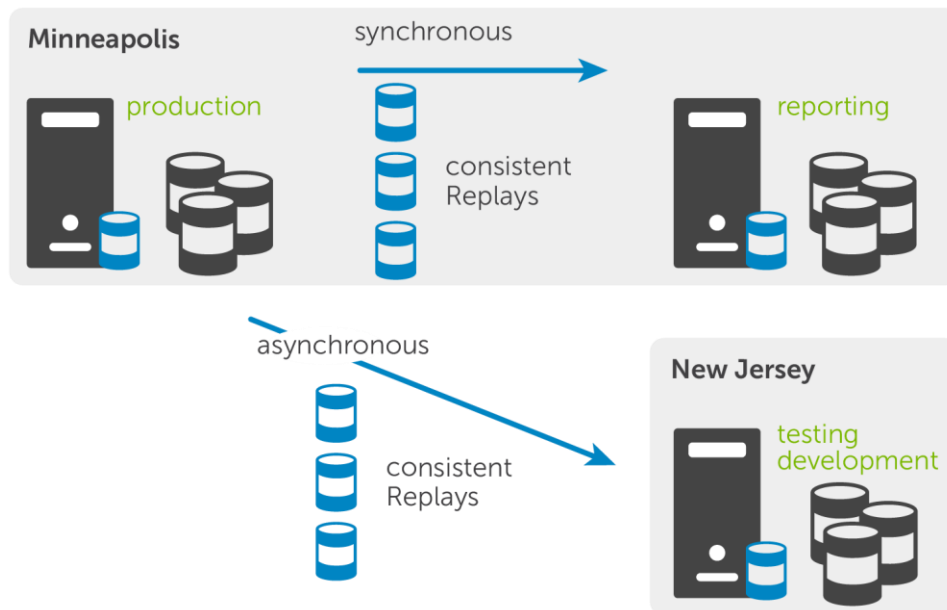 Minneapolis
synchronous
production
reporting
consistent
Replays
asynchronous
New Jersey
testing
development
consistent
Replays